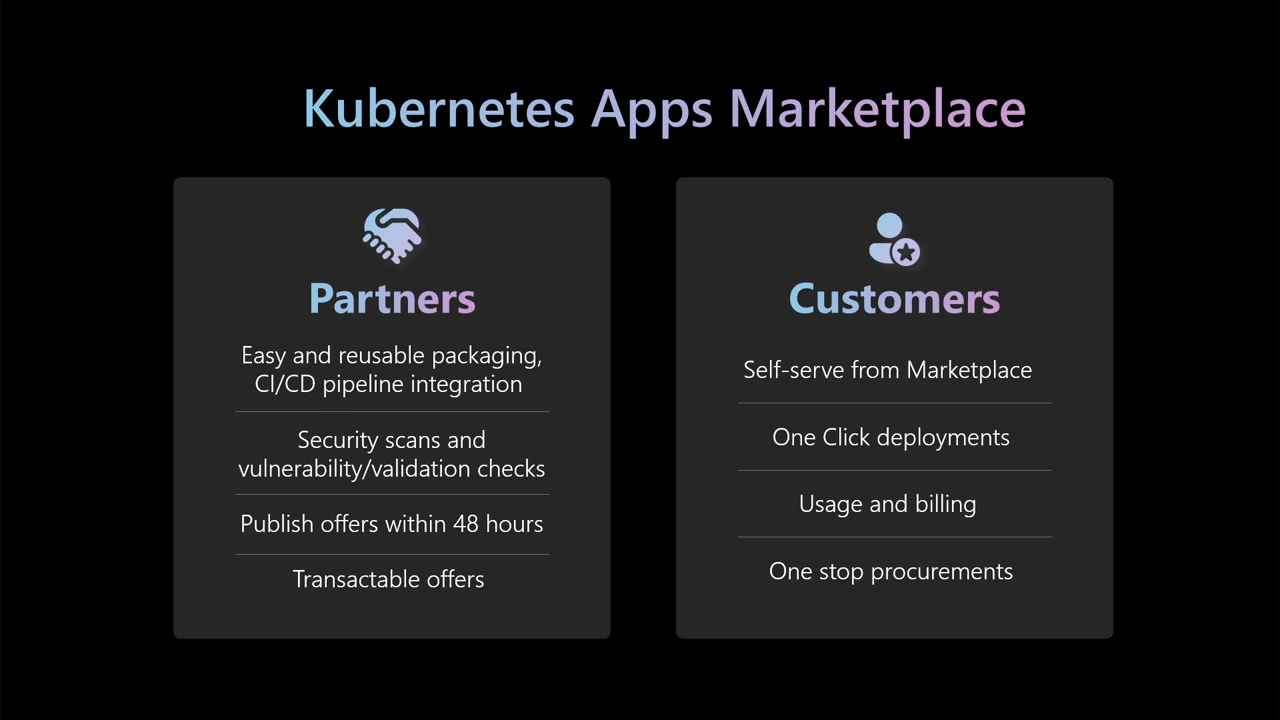 Kubernetes Apps Marketplace
Partners
Easy and reusable packaging,
CI/CD pipeline integration
Security scans and
vulnerability/validation checks
Publish offers within 48 hours
Transactable offers
Customers
Self-serve from Marketplace
One Click deployments
Usage and billing
One stop procurements